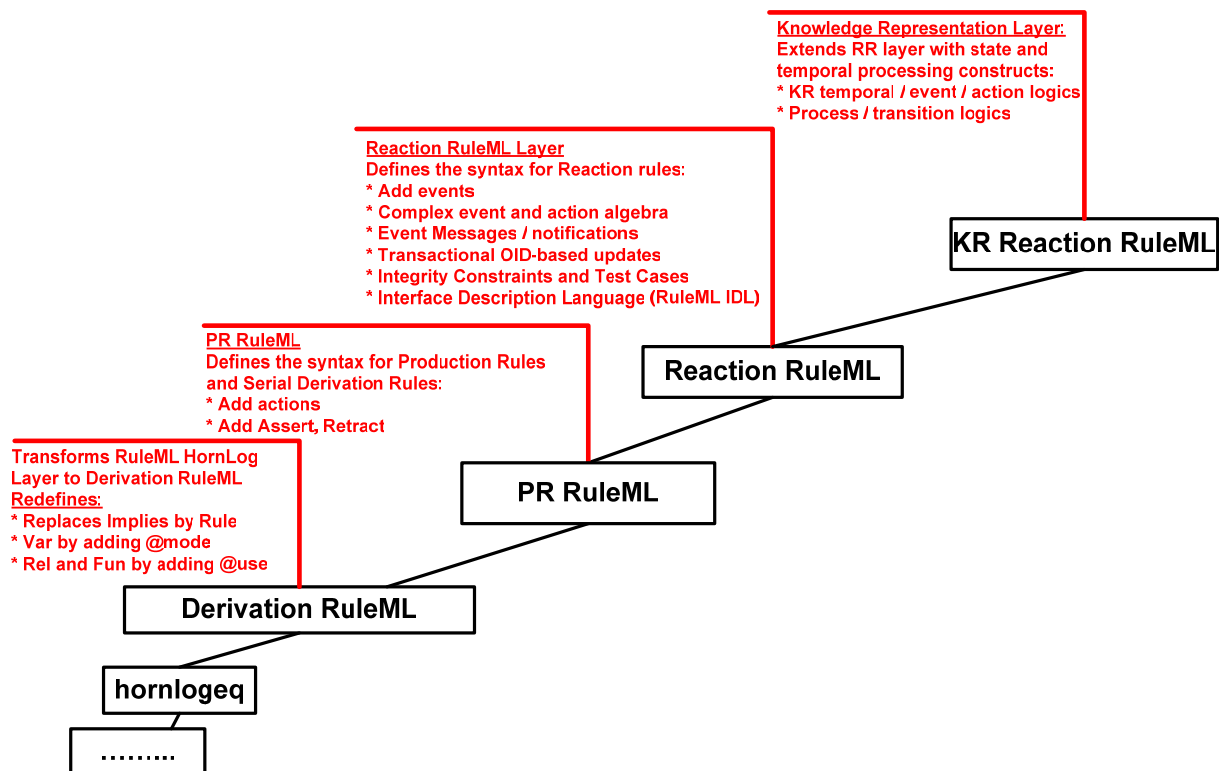 Knowledge Representation Layer:
Extends RR layer with state and
temporal processing constructs:
* KR temporal / event / action logics
* Process / transition logics
Reaction RuleML Layer
Defines the syntax for Reaction rules:
* Add events
* Complex event and action algebra
* Event Messages / notifications
* Transactional OID-based updates
* Integrity Constraints and Test Cases
* Interface Description Language (RuleML IDL)
KR Reaction RuleML
PR RuleML
Defines the syntax for Production Rules
and Serial Derivation Rules:
* Add actions
* Add Assert, Retract
Reaction RuleML
Transforms RuleML HornLog
Layer to Derivation RuleML
Redefines:
* Replaces Implies by Rule
* Var by adding @mode
* Rel and Fun by adding @use
PR RuleML
Derivation RuleML
hornlogeq
.........